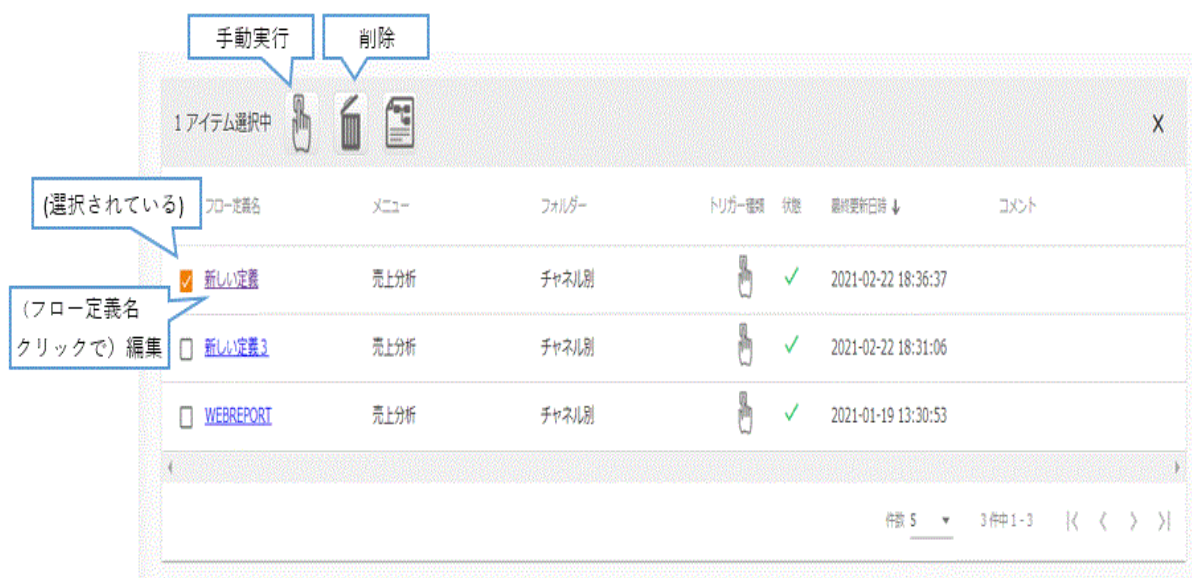 手動実行
削除
1 アイテム選択中
X
(選択されている)
フロー定義名
メニュー
フォルダー
トリガー種類
状態
最終更新日時 ↓
コメント
新しい定義
売上分析
チャネル別
2021-02-22 18:36:37
(フロー定義名
クリックで)編集
新しい定義3
売上分析
チャネル別
2021-02-22 18:31:06
WEBREPORT
売上分析
チャネル別
2021-01-19 13:30:53
件数 5
3 件中 1 - 3